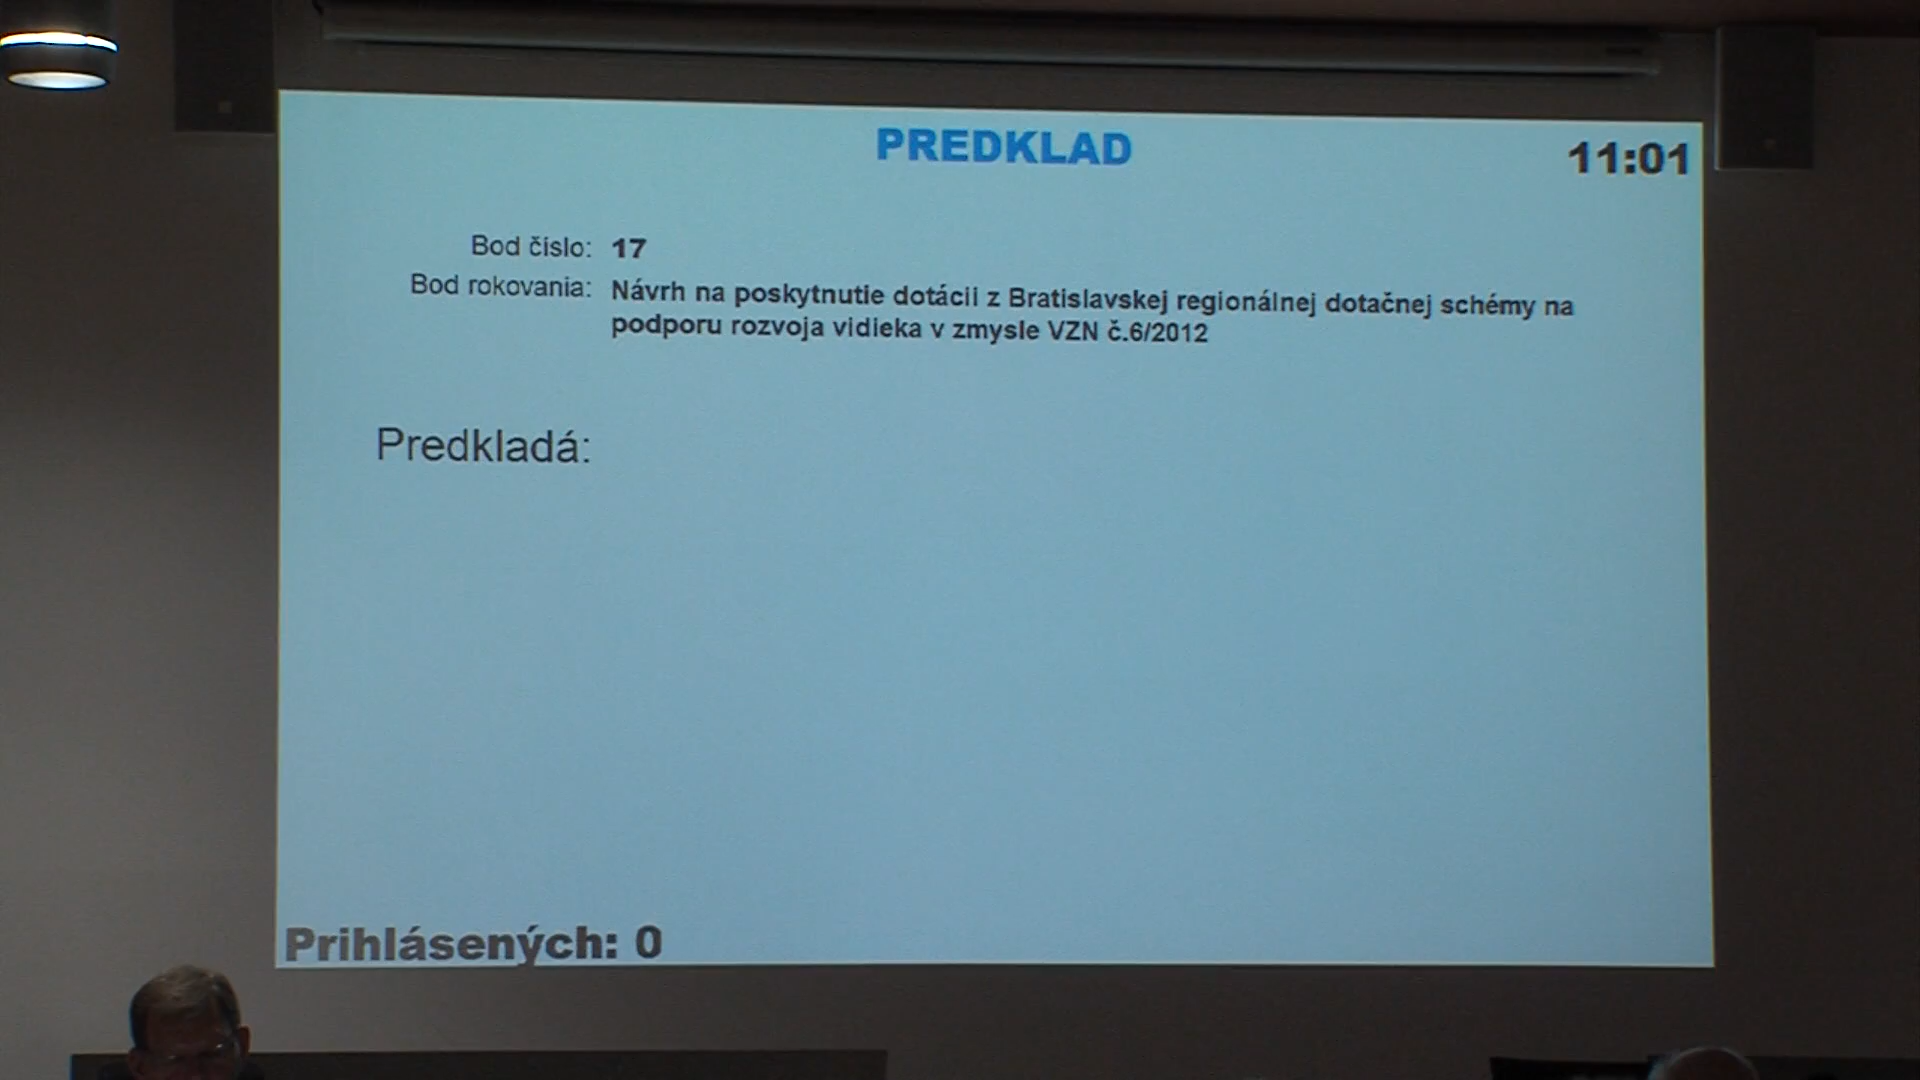 PREDKLAD
11:01
Bod číslo: 17
Bod rokovania: Návrh na poskytnutie dotácii z Bratislavskej regionálnej dotačnej schémy na
podporu rozvoja vidieka v zmysle VZN č.6/2012
Predkladá:
Prihlásených: 0